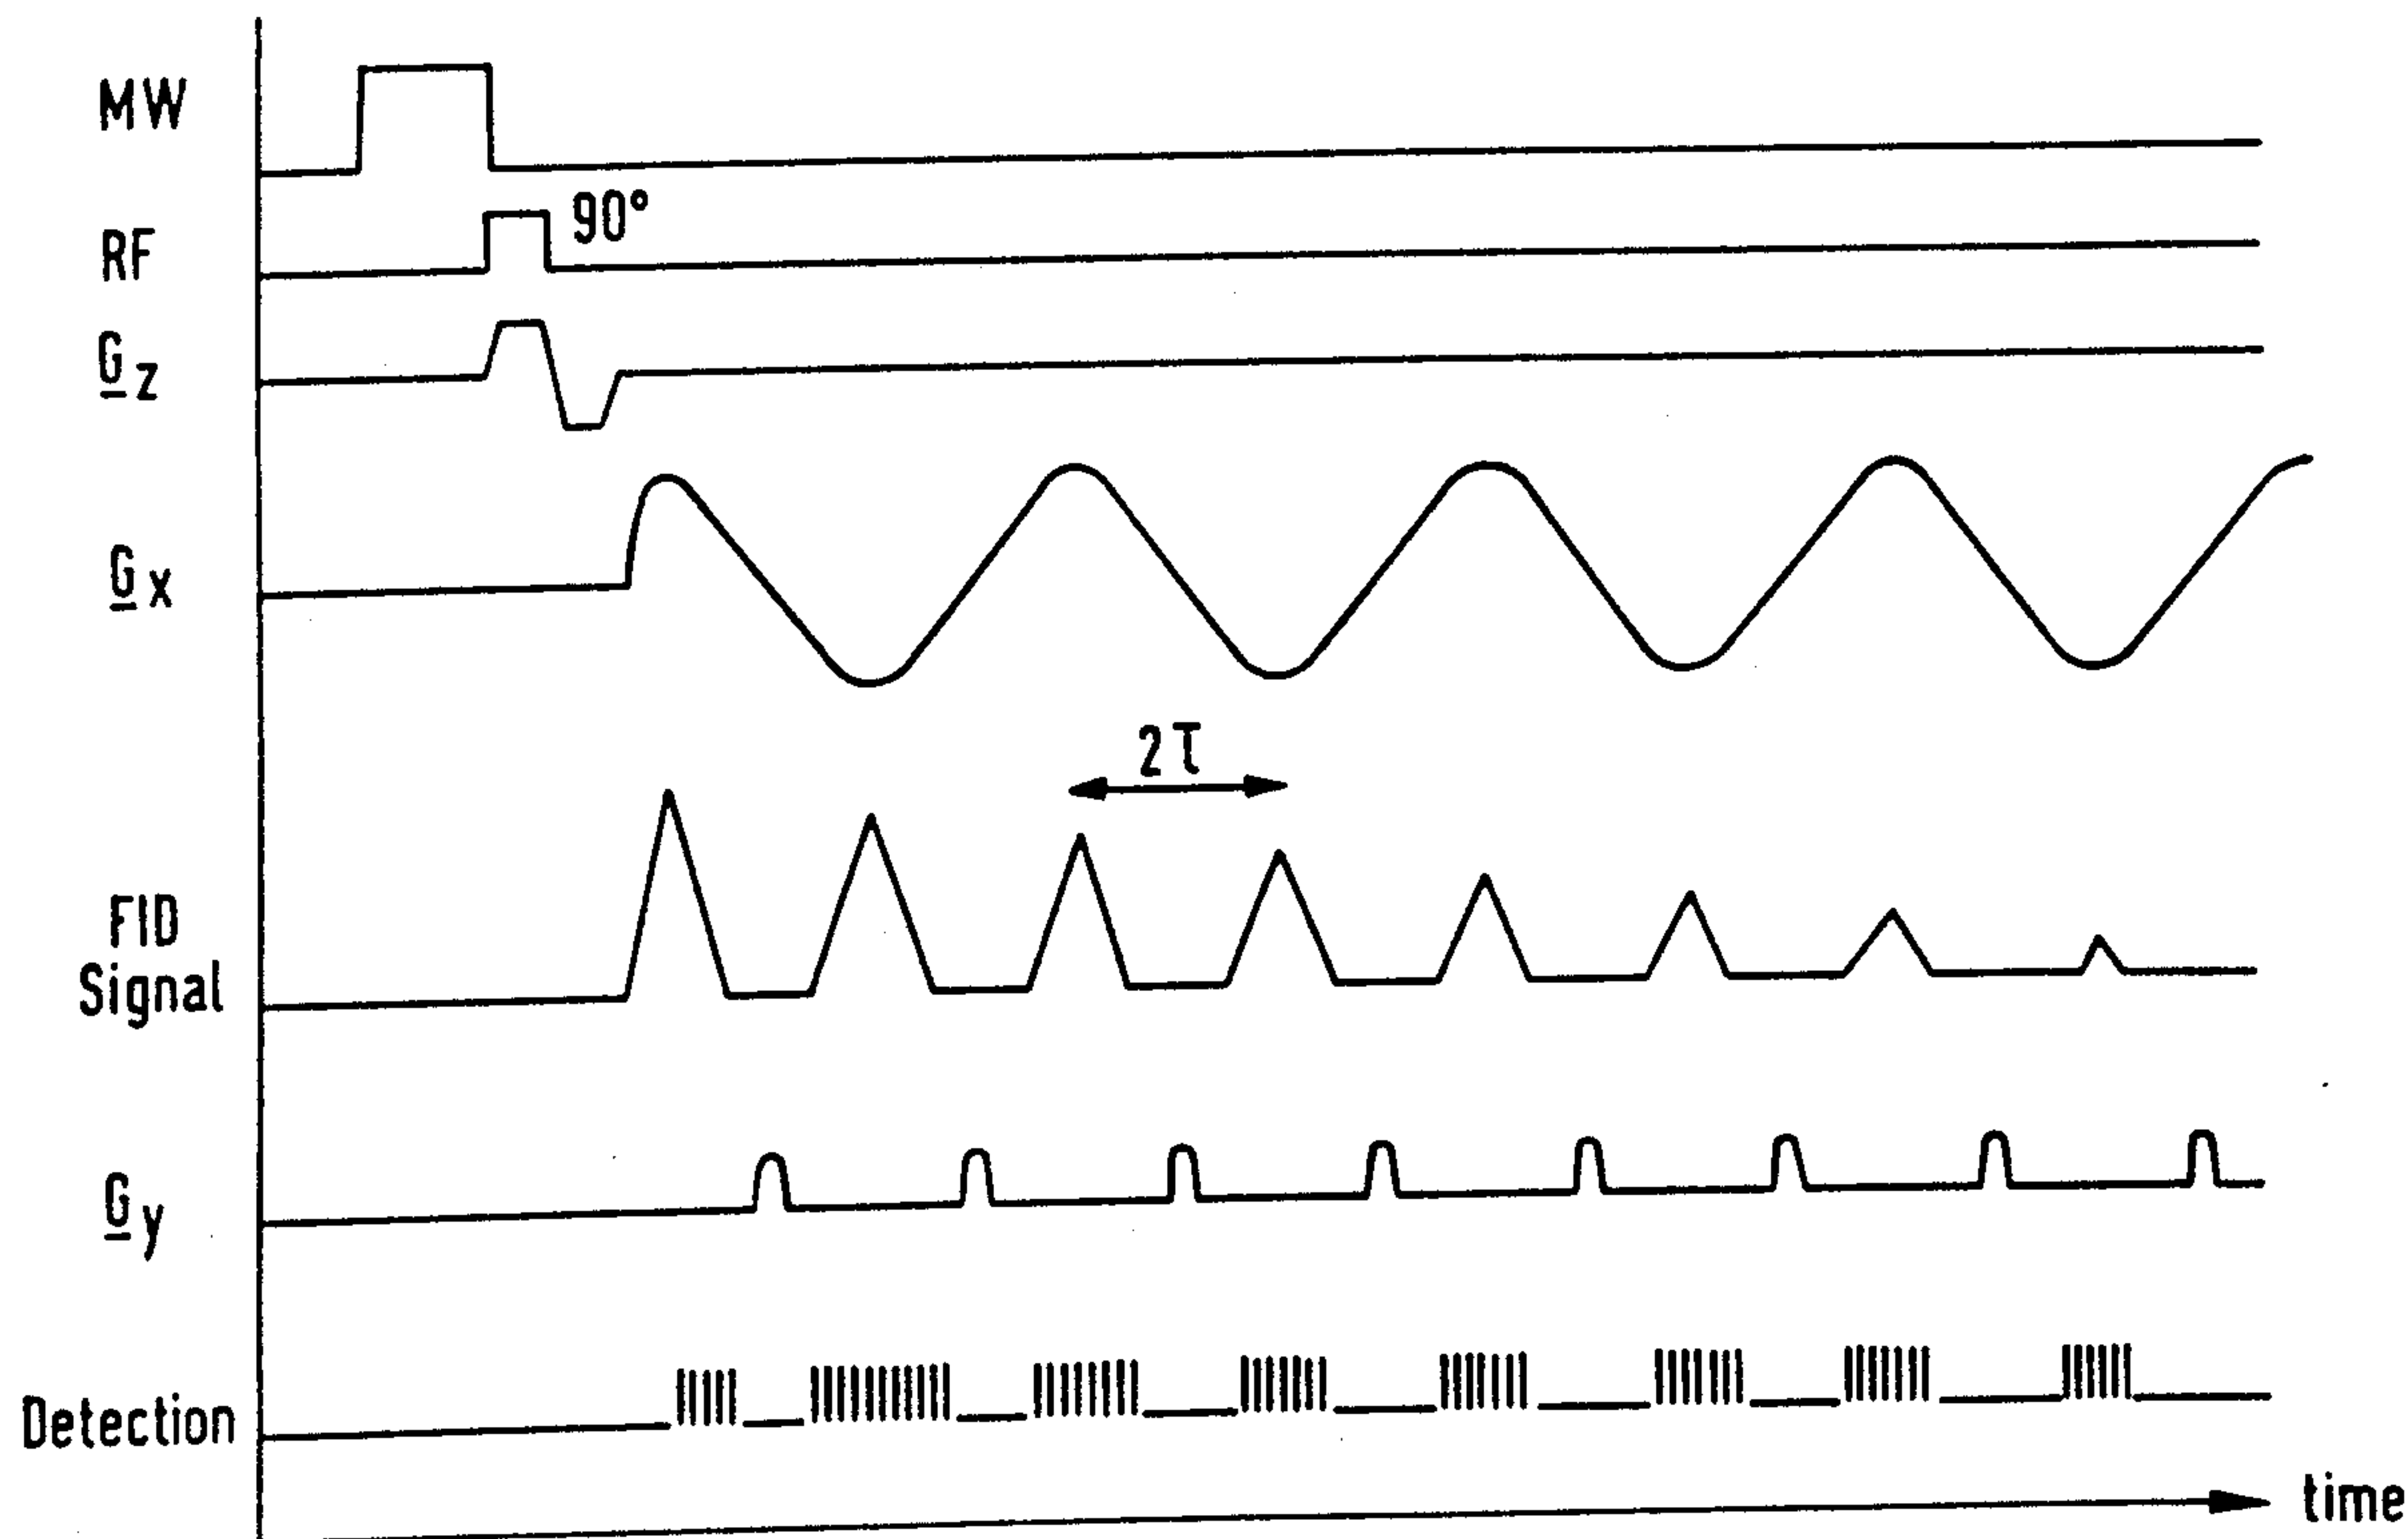 MW
90°
RF
G̲z
G̲x
2τ
FID
Signal
G̲y
Detection
time